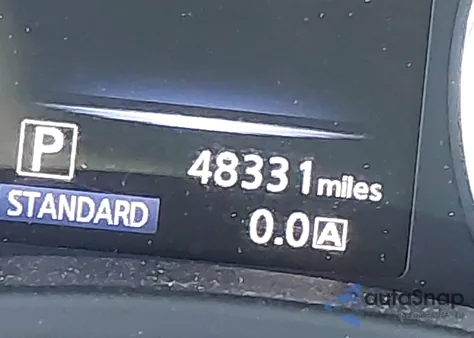 P
48331 miles
STANDARD
0.0 A
autoSnap